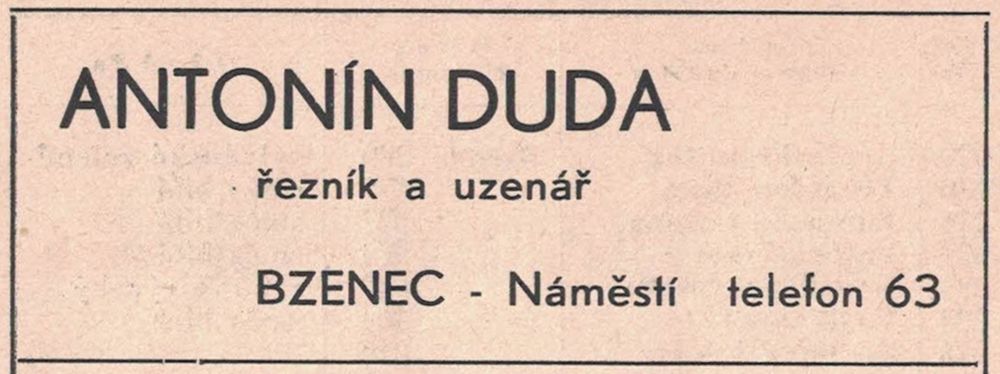 ANTONÍN DUDA
řezník a uzenář
BZENEC - Náměstí telefon 63